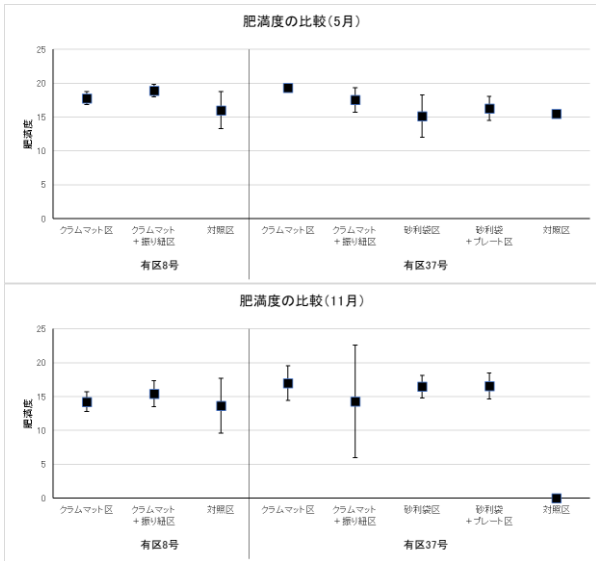 肥満度の比較(5月)
25
20
15
10
5
0
肥満度
クラムマット区 クラムマット 対照区 クラムマット区 クラムマット 砂利袋区 砂利袋 対照区
+振り紐区 +振り紐区 +プレート区
有区8号 有区37号
肥満度の比較(11月)
25
20
15
10
5
0
肥満度
クラムマット区 クラムマット 対照区 クラムマット区 クラムマット 砂利袋区 砂利袋 対照区
+振り紐区 +振り紐区 +プレート区
有区8号 有区37号